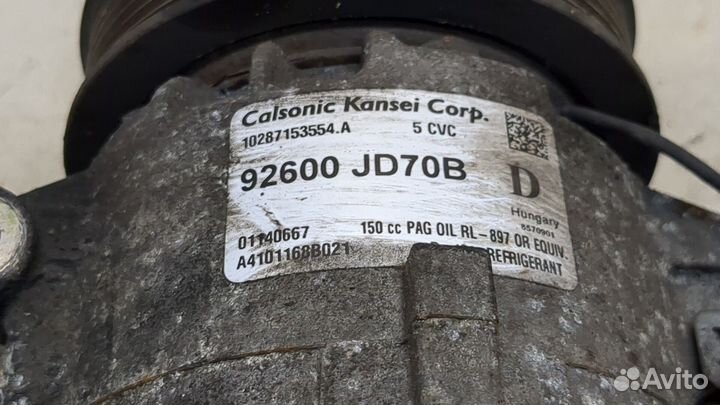 Calsonic Kansei Corp.
10287153554.A 5 CVC
92600 JD70B D
Hungary
8570901
01140667 150 cc PAG OIL RL-897 OR EQUIV.
A4101168B021 REFRIGERANT
Avito